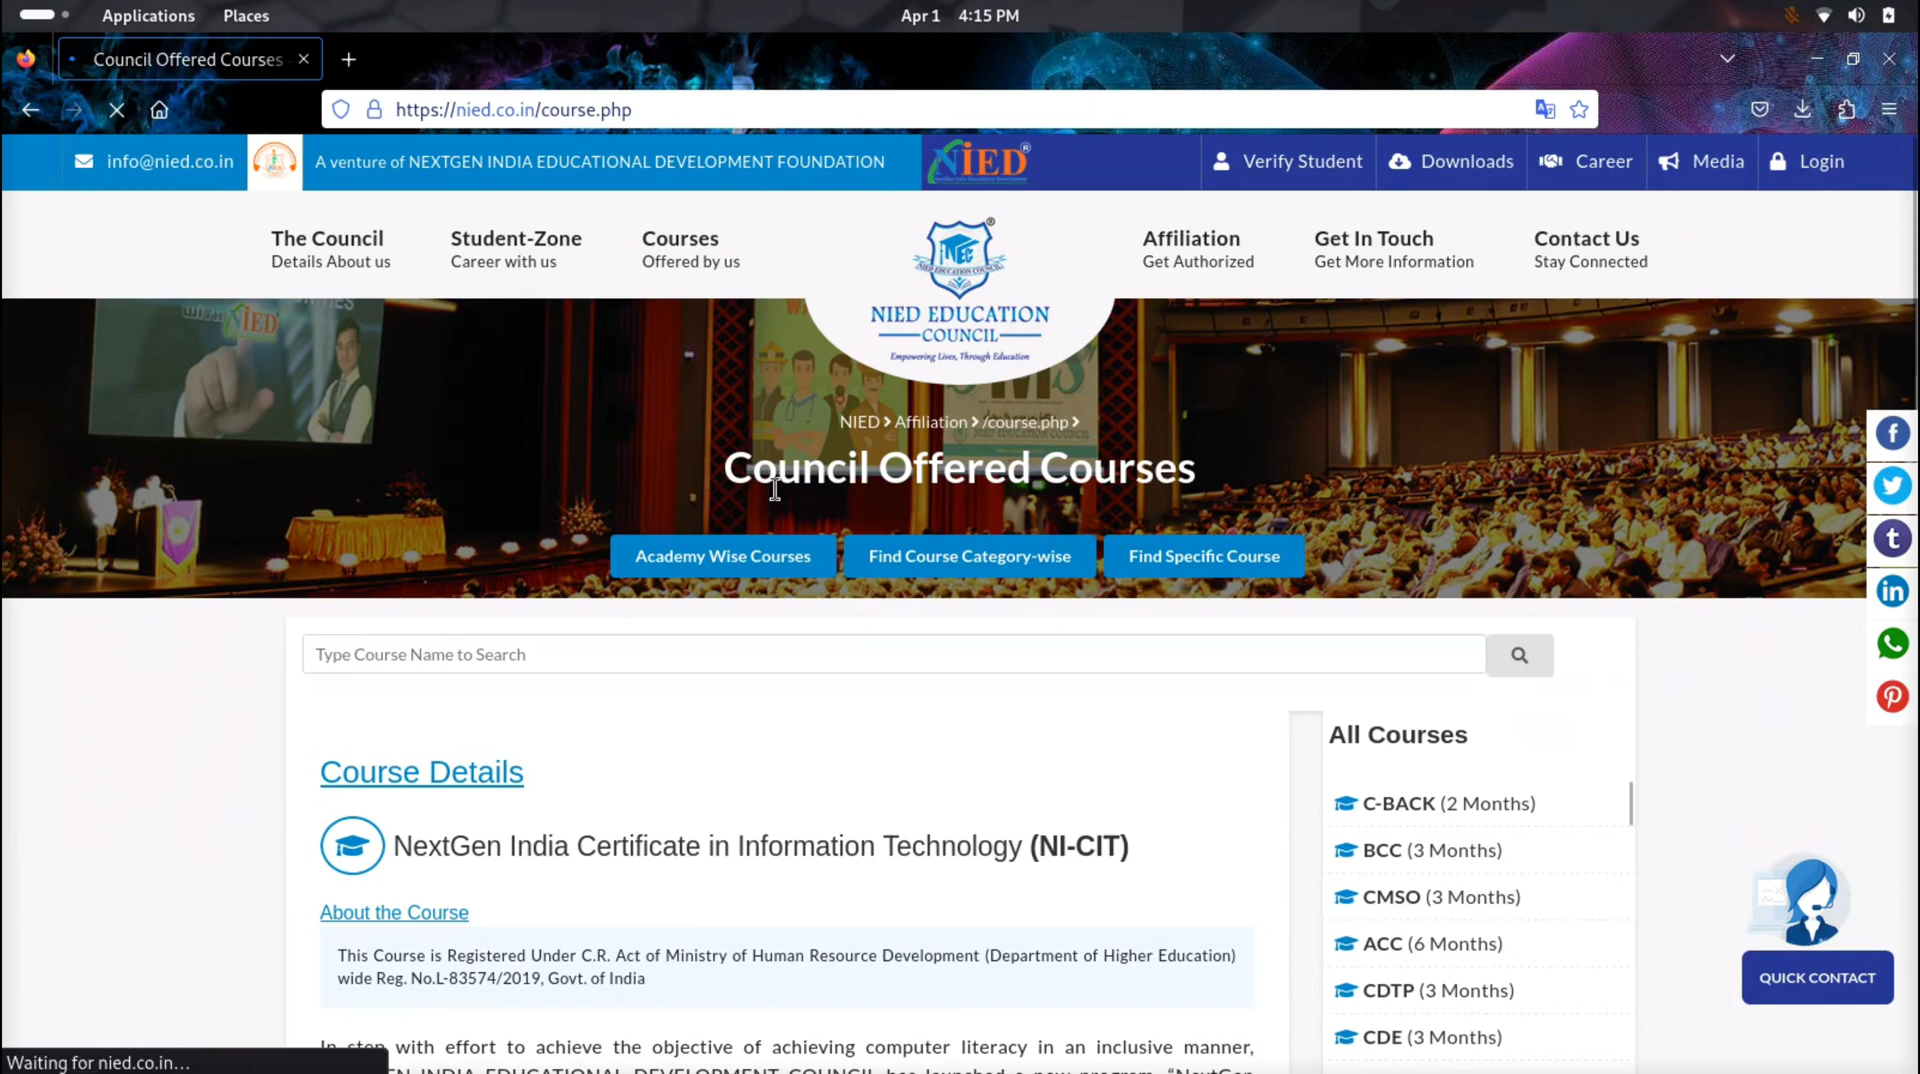 Applications Places Apr 1 4:15 PM
Council Offered Courses
https://nied.co.in/course.php
info@nied.co.in A venture of NEXTGEN INDIA EDUCATIONAL DEVELOPMENT FOUNDATION NiED® Verify Student Downloads Career Media Login
The Council Student-Zone Courses Affiliation Get In Touch Contact Us
Details About us Career with us Offered by us Get Authorized Get More Information Stay Connected
NIED EDUCATION
COUNCIL
Empowering Lives, Through Education
NIED > Affiliation > /course.php >
Council Offered Courses
Academy Wise Courses Find Course Category-wise Find Specific Course
Type Course Name to Search
All Courses
Course Details
C-BACK (2 Months)
NextGen India Certificate in Information Technology (NI-CIT)
BCC (3 Months)
CMSO (3 Months)
About the Course
ACC (6 Months)
This Course is Registered Under C.R. Act of Ministry of Human Resource Development (Department of Higher Education)
wide Reg. No.L-83574/2019, Govt. of India
QUICK CONTACT
CDTP (3 Months)
CDE (3 Months)
In step with effort to achieve the objective of achieving computer literacy in an inclusive manner,
Waiting for nied.co.in...